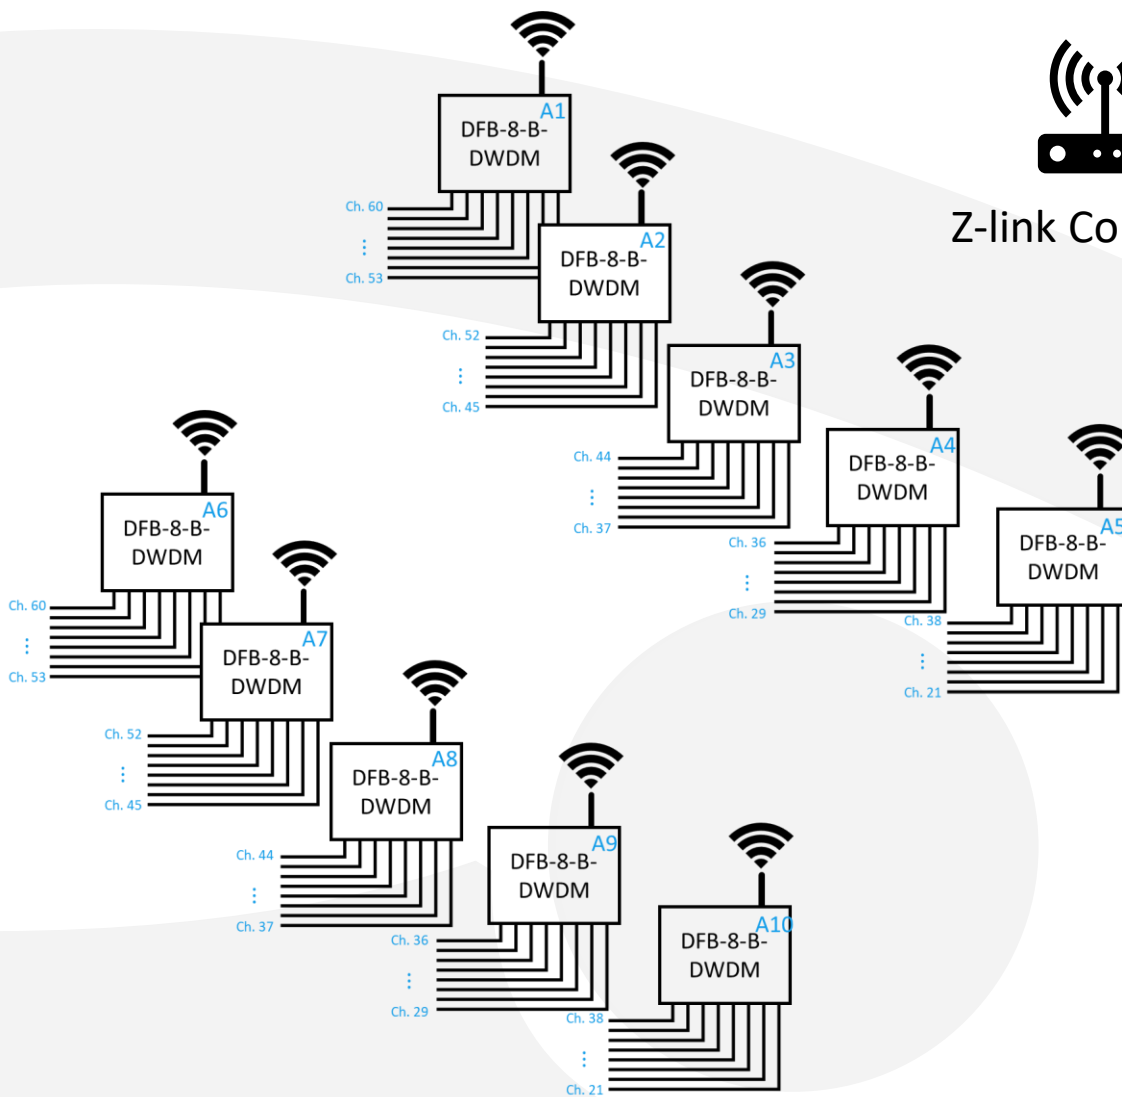 A1
DFB-8-B-
DWDM
Ch. 60
Ch. 53
A2
DFB-8-B-
DWDM
Ch. 52
Ch. 45
Z-link Co
A3
DFB-8-B-
DWDM
Ch. 44
Ch. 37
A4
DFB-8-B-
DWDM
Ch. 36
Ch. 29
A5
DFB-8-B-
DWDM
Ch. 38
Ch. 21
A6
DFB-8-B-
DWDM
Ch. 60
Ch. 53
A7
DFB-8-B-
DWDM
Ch. 52
Ch. 45
A8
DFB-8-B-
DWDM
Ch. 44
Ch. 37
A9
DFB-8-B-
DWDM
Ch. 36
Ch. 29
A10
DFB-8-B-
DWDM
Ch. 38
Ch. 21